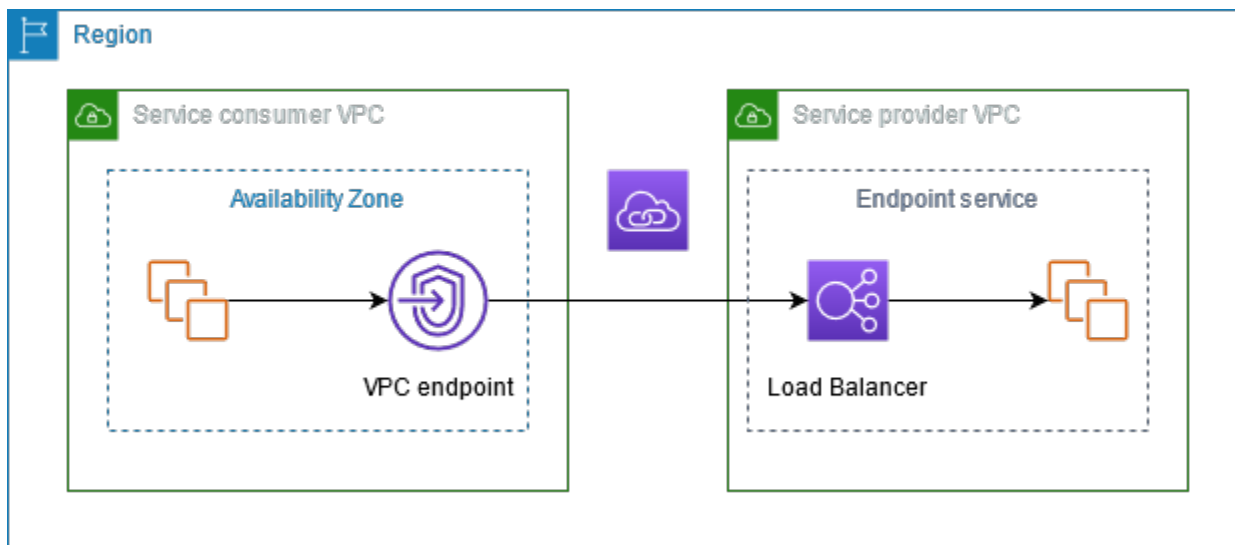 Region
Service consumer VPC
Service provider VPC
Availability Zone
Endpoint service
VPC endpoint
Load Balancer